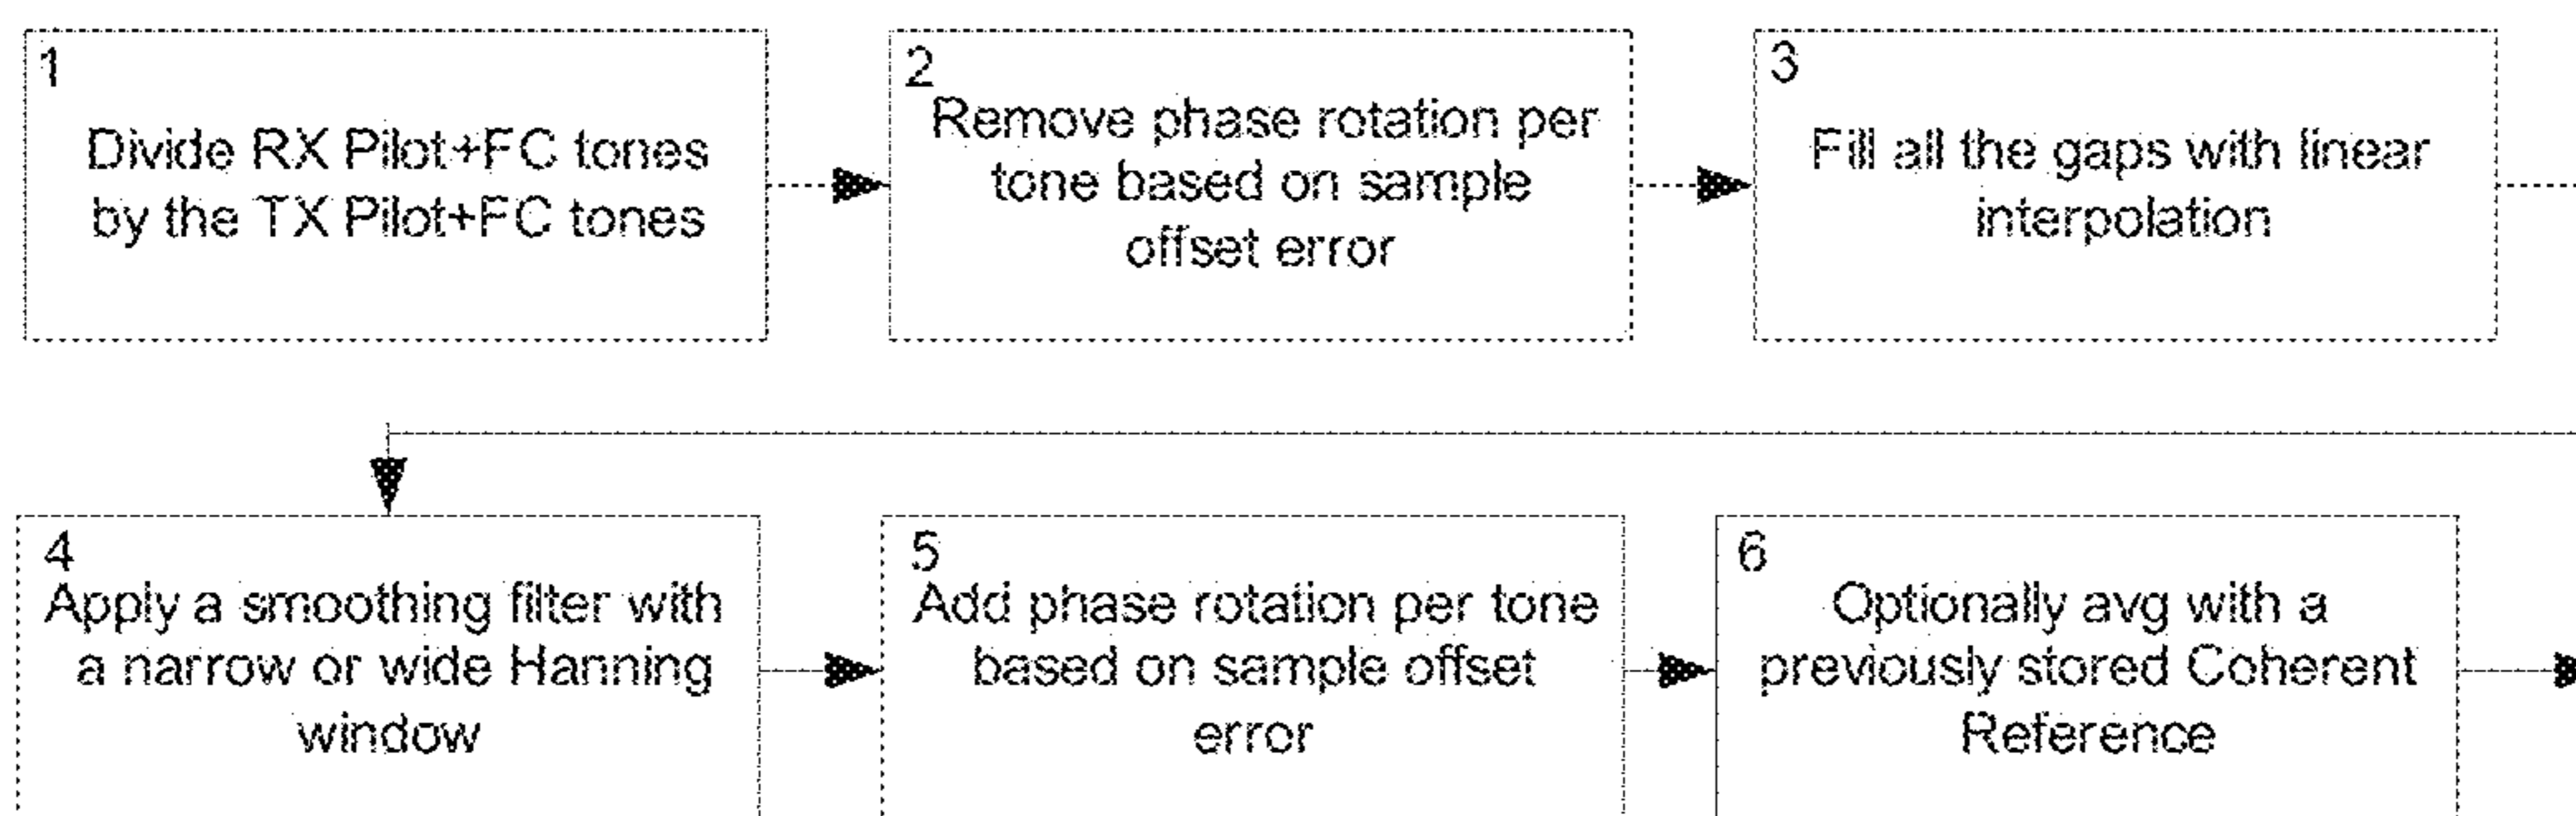 1
Divide RX Pilot+FC tones
by the TX Pilot+FC tones
2
Remove phase rotation per
tone based on sample
offset error
3
Fill all the gaps with linear
interpolation
4
Apply a smoothing filter with
a narrow or wide Hanning
window
5
Add phase rotation per tone
based on sample offset
error
6
Optionally avg with a
previously stored Coherent
Reference